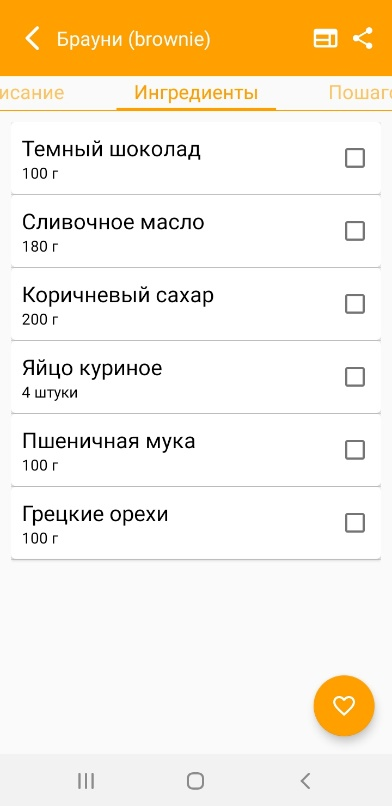 Брауни (brownie)
исание Ингредиенты Пошаг
Темный шоколад
100 г
Сливочное масло
180 г
Коричневый сахар
200 г
Яйцо куриное
4 штуки
Пшеничная мука
100 г
Грецкие орехи
100 г